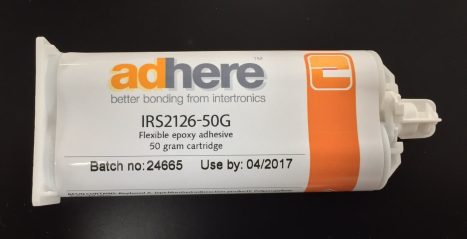 adhere™
better bonding from intertronics
IRS2126-50G
Flexible epoxy adhesive
50 gram cartridge
Batch no: 24665 Use by: 04/2017